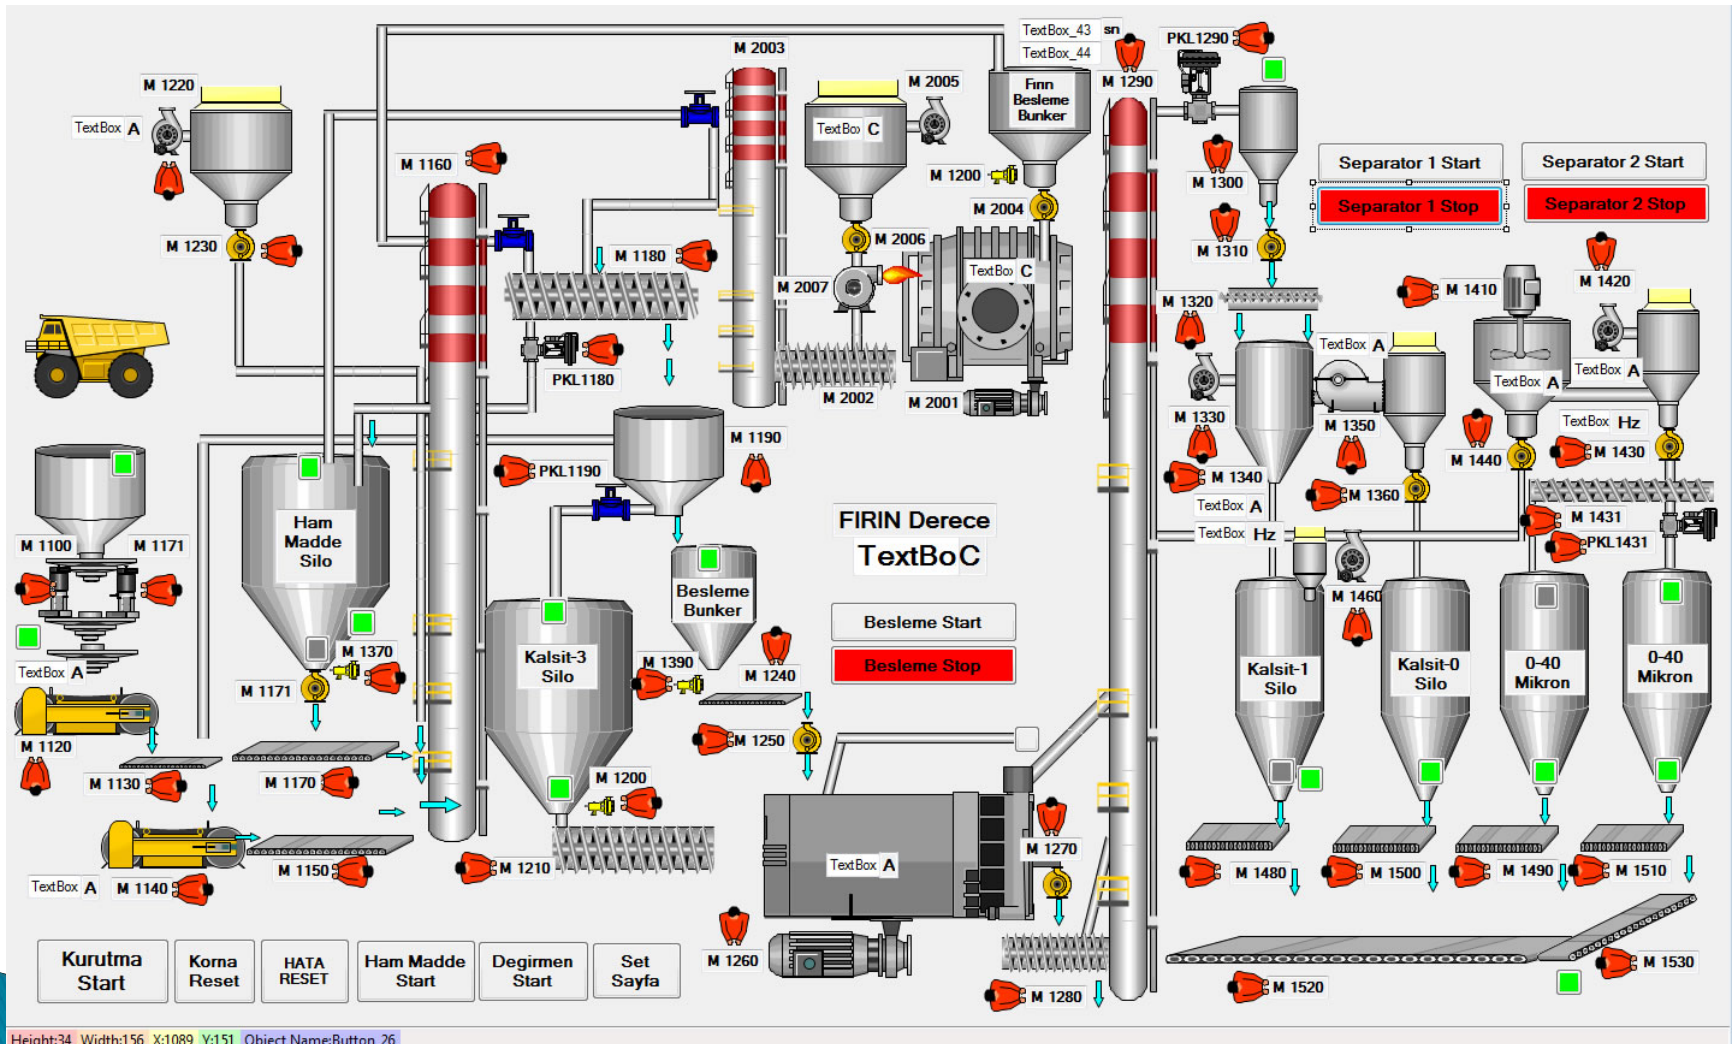 TextBox_43 sn
PKL1290
M 2003
TextBox_44
M 1220
M 2005
M 1290
Fırın
Besleme
Bunker
TextBox A
TextBox C
M 1160
Separator 1 Start
Separator 2 Start
M 1200
M 1300
Separator 1 Stop
Separator 2 Stop
M 2004
M 1230
M 2006
M 1310
M 1180
TextBox C
M 2007
M 1410
M 1420
M 1320
TextBox A
PKL1180
TextBox A
TextBox A
M 2002
M 2001
M 1330
M 1350
TextBox Hz
M 1190
M 1430
M 1440
PKL1190
M 1340
M 1360
TextBox A
FIRIN Derece
Ham
Madde
Silo
M 1431
TextBox Hz
M 1100
M 1171
PKL1431
TextBoC
Besleme
Bunker
M 1460
Besleme Start
M 1370
Kalsit-3
Silo
M 1390
Besleme Stop
Kalsit-1
Silo
Kalsit-0
Silo
0-40
Mikron
0-40
Mikron
TextBox A
M 1240
M 1171
M 1120
M 1250
M 1130
M 1170
M 1200
M 1270
TextBox A
M 1150
M 1210
M 1480
M 1500
M 1490
M 1510
TextBox A
M 1140
Kurutma
Start
Korna
Reset
HATA
RESET
Ham Madde
Start
Degirmen
Start
Set
Sayfa
M 1260
M 1530
M 1520
M 1280
Height:34 Width:156 X:1089 Y:151 Object Name:Button_26